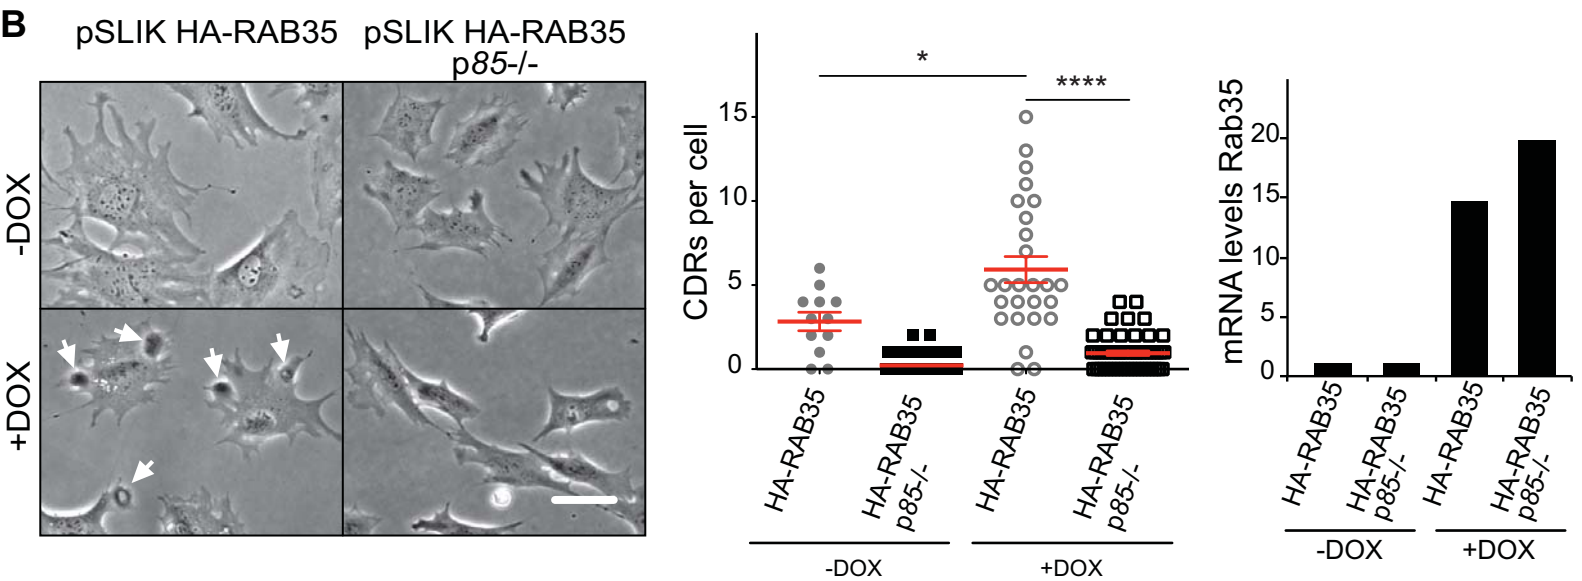 B
pSLIK HA-RAB35
pSLIK HA-RAB35
p85-/-
-DOX
+DOX
CDRs per cell
15
10
5
0
*
****
HA-RAB35
HA-RAB35
p85-/-
HA-RAB35
HA-RAB35
p85-/-
-DOX
+DOX
mRNA levels Rab35
20
15
10
5
0
HA-RAB35
HA-RAB35
p85-/-
HA-RAB35
HA-RAB35
p85-/-
-DOX
+DOX